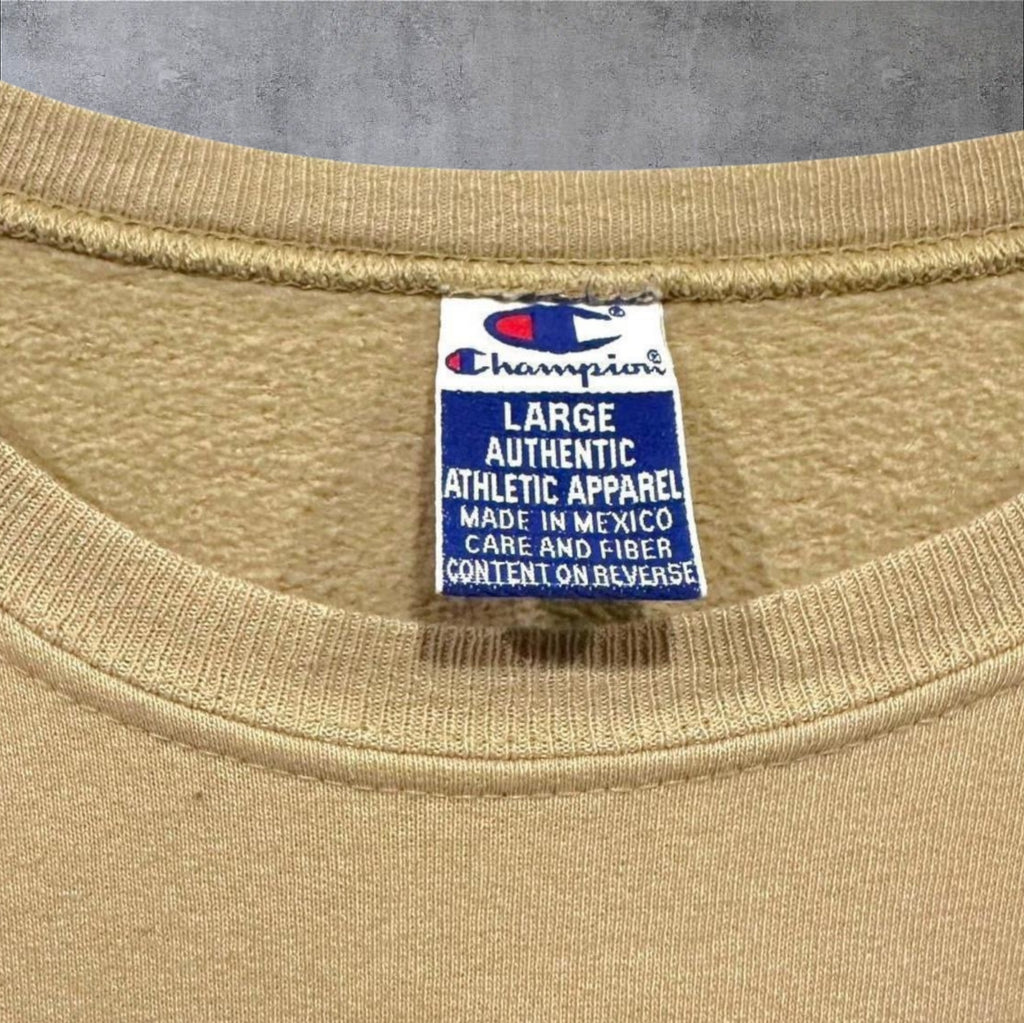 ®
Champion®
LARGE
AUTHENTIC
ATHLETIC APPAREL
MADE IN MEXICO
CARE AND FIBER
CONTENT ON REVERSE